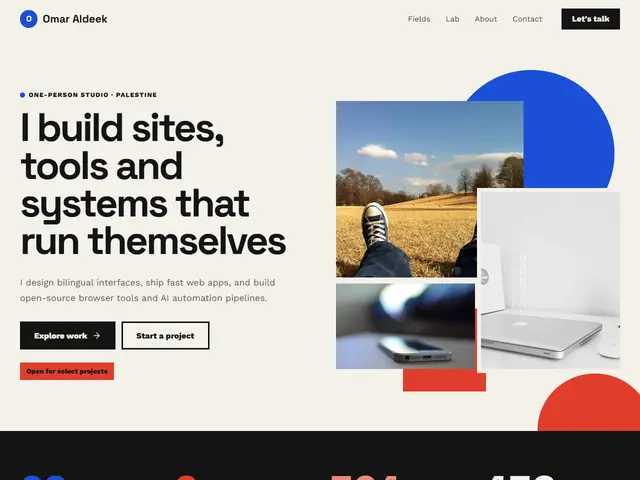 O Omar Aldeek
Fields Lab About Contact Let's talk
ONE-PERSON STUDIO · PALESTINE
I build sites,
tools and
systems that
run themselves
I design bilingual interfaces, ship fast web apps, and build
open-source browser tools and AI automation pipelines.
Explore work → Start a project
Open for select projects